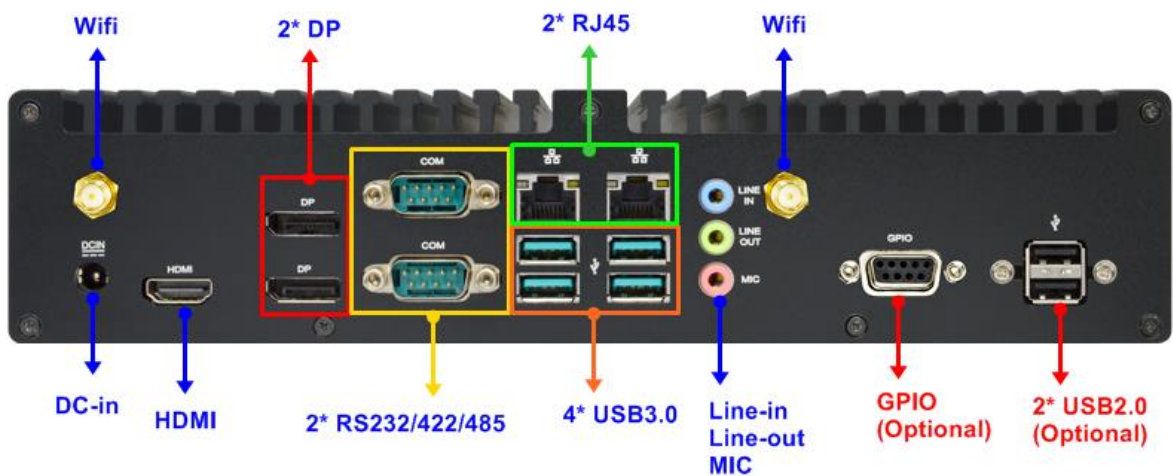 Wifi
2* DP
2* RJ45
Wifi
COM
DP
LINE
IN
LINE
OUT
DCIN
HDMI
DP
COM
MIC
GPIO
DC-in
HDMI
2* RS232/422/485
4* USB3.0
Line-in
Line-out
MIC
GPIO
(Optional)
2* USB2.0
(Optional)